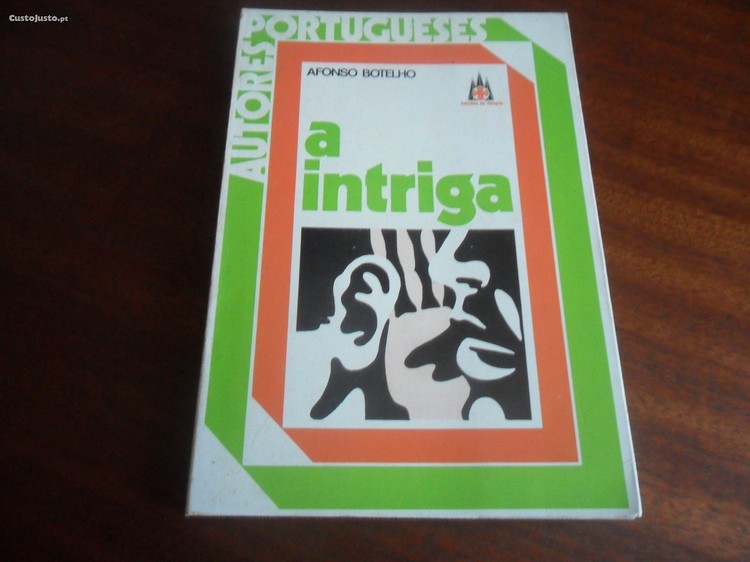 CustoJusto.pt
AUTORES PORTUGUESES
AFONSO BOTELHO
a
intriga